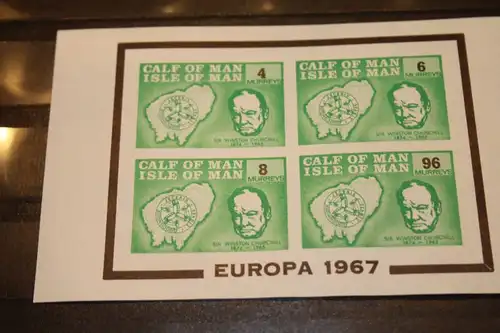 CALF OF MAN
ISLE OF MAN
4
MURREYS
SIR WINSTON CHURCHILL
1874 - 1965
CALF OF MAN
ISLE OF MAN
6
MURREYS
SIR WINSTON CHURCHILL
1874 - 1965
CALF OF MAN
ISLE OF MAN
8
MURREYS
SIR WINSTON CHURCHILL
1874 - 1965
CALF OF MAN
ISLE OF MAN
96
MURREYS
SIR WINSTON CHURCHILL
1874 - 1965
EUROPA 1967